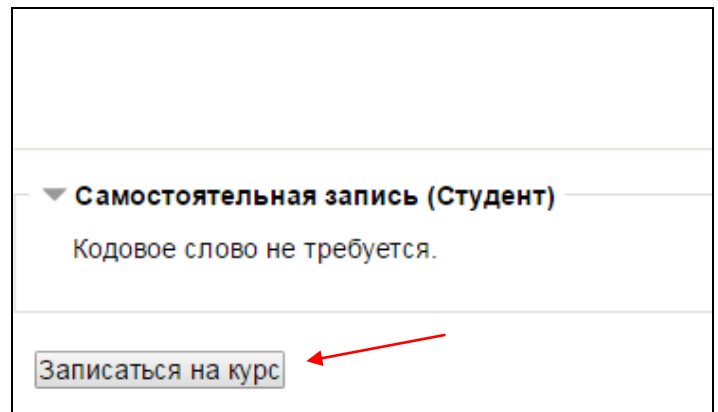 Самостоятельная запись (Студент)
Кодовое слово не требуется.
Записаться на курс